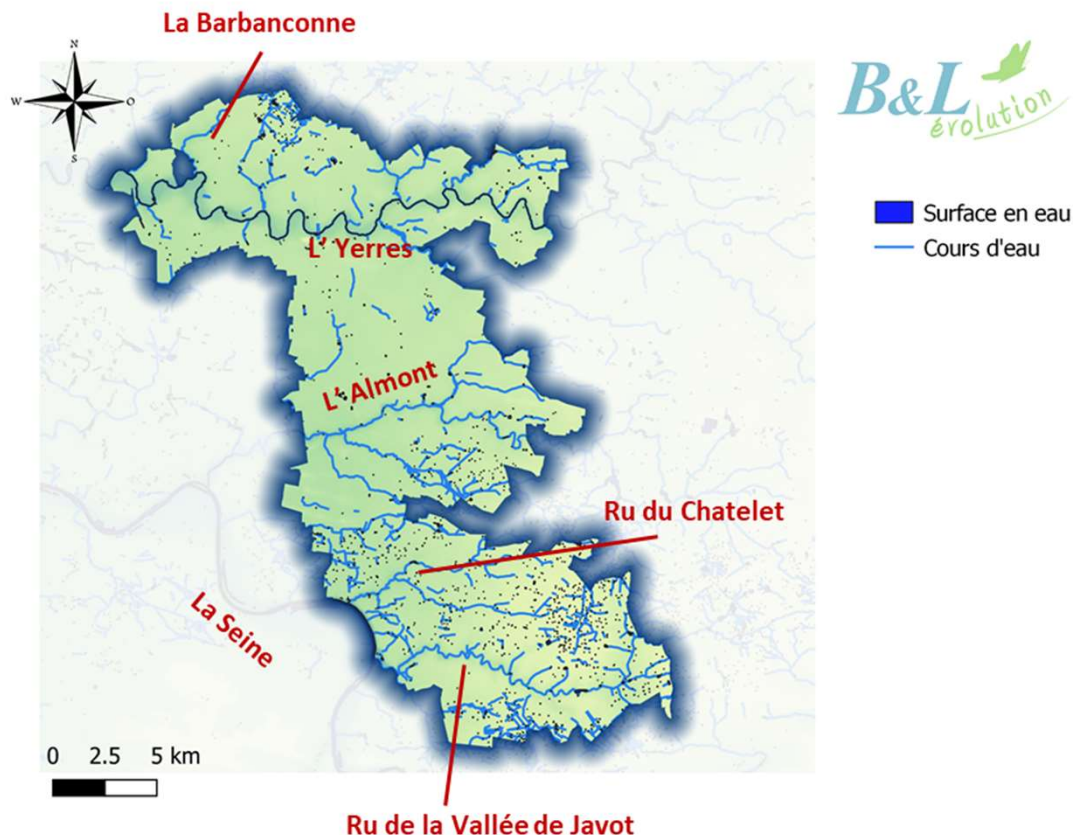 La Barbanconne
N
W
O
S
B&L
évolution
Surface en eau
Cours d'eau
L' Yerres
L' Almont
Ru du Chatelet
La Seine
0 2.5 5 km
Ru de la Vallée de Javot